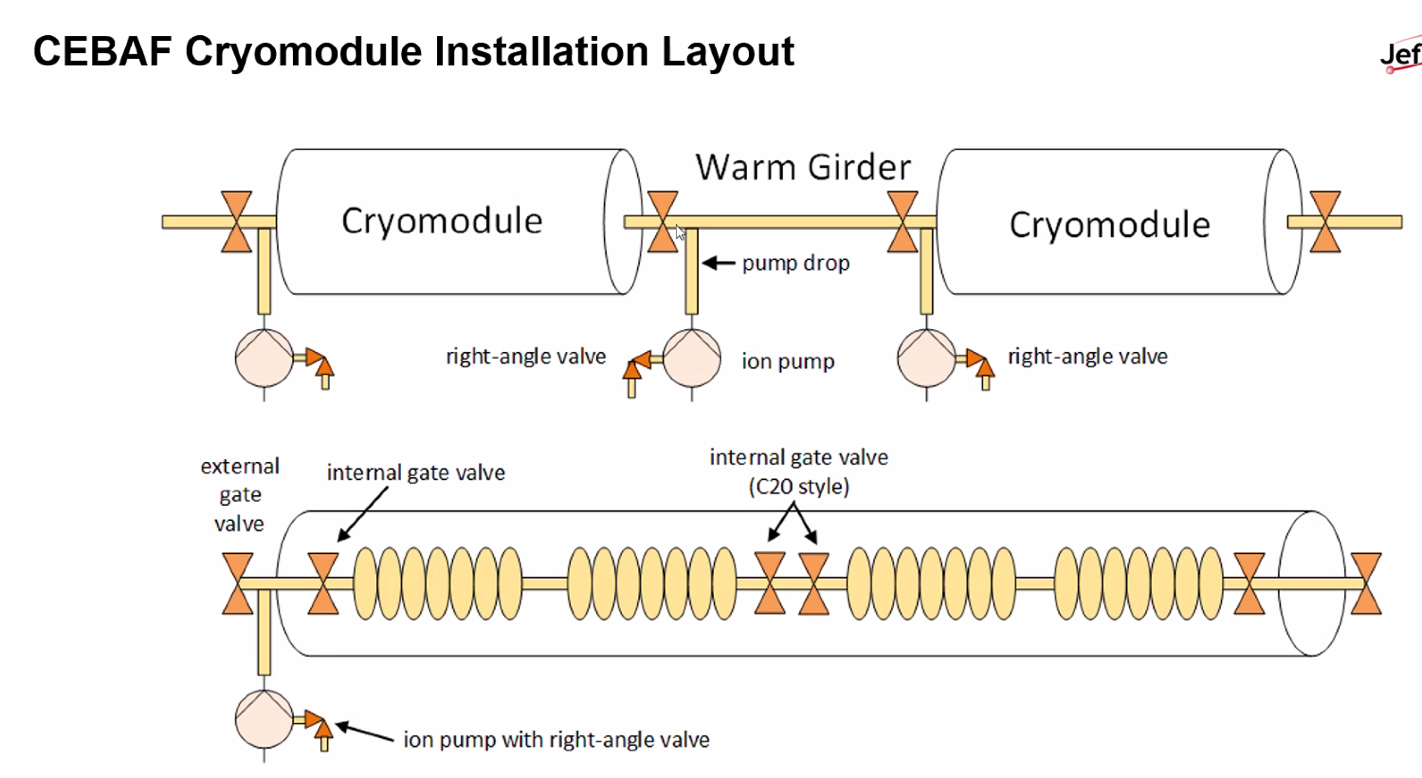 CEBAF Cryomodule Installation Layout
Jef
Warm Girder
Cryomodule
Cryomodule
pump drop
right-angle valve
ion pump
right-angle valve
external
gate
valve
internal gate valve
internal gate valve
(C20 style)
ion pump with right-angle valve